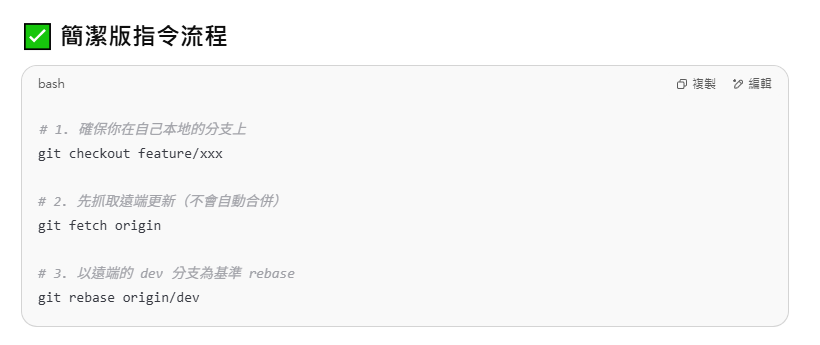 ✅ 簡潔版指令流程
bash
複製 編輯
# 1. 確保你在自己本地的分支上
git checkout feature/xxx
# 2. 先抓取遠端更新（不會自動合併）
git fetch origin
# 3. 以遠端的 dev 分支為基準 rebase
git rebase origin/dev